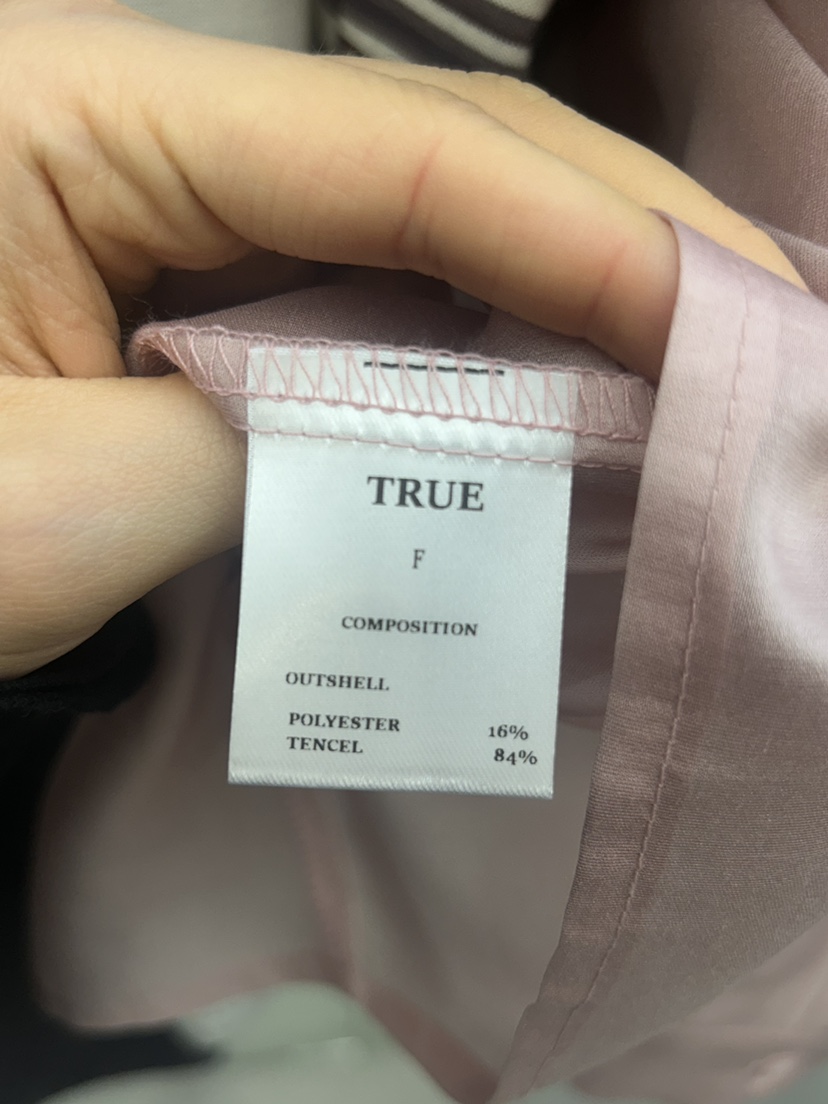 TRUE
F
COMPOSITION
OUTSHELL
POLYESTER 16%
TENCEL 84%